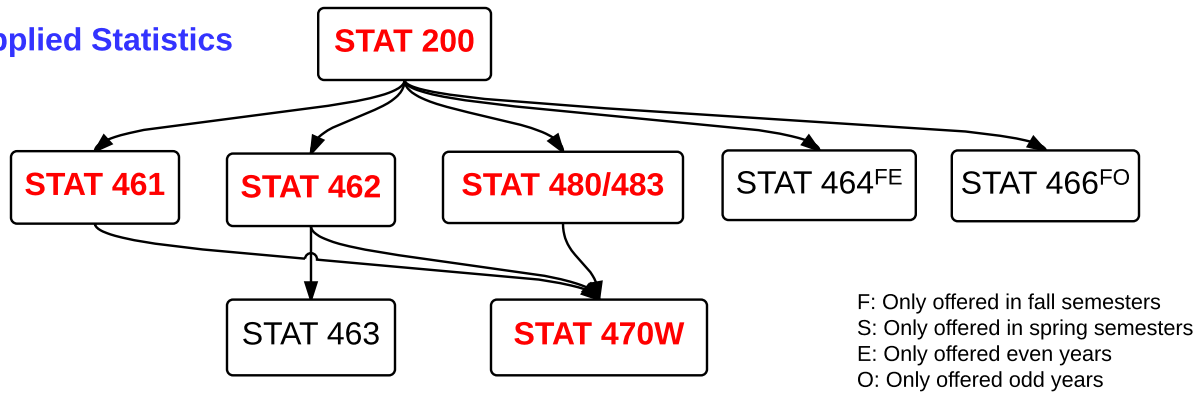 pplied Statistics
STAT 200
STAT 461
STAT 462
STAT 480/483
STAT 464FE
STAT 466FO
STAT 463
STAT 470W
F: Only offered in fall semesters
S: Only offered in spring semesters
E: Only offered even years
O: Only offered odd years